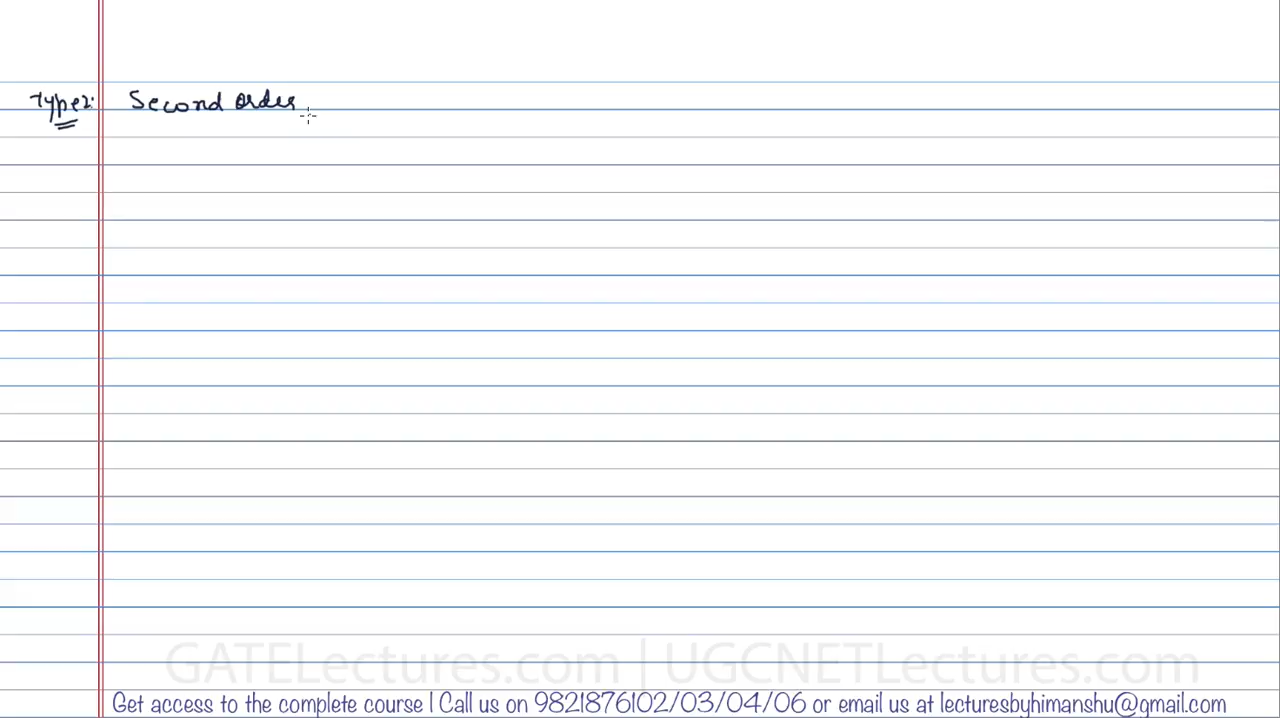 Type2: Second order
GATELectures.com | UGCNETLectures.com
Get access to the complete course | Call us on 9821876102/03/04/06 or email us at lecturesbyhimanshu@gmail.com